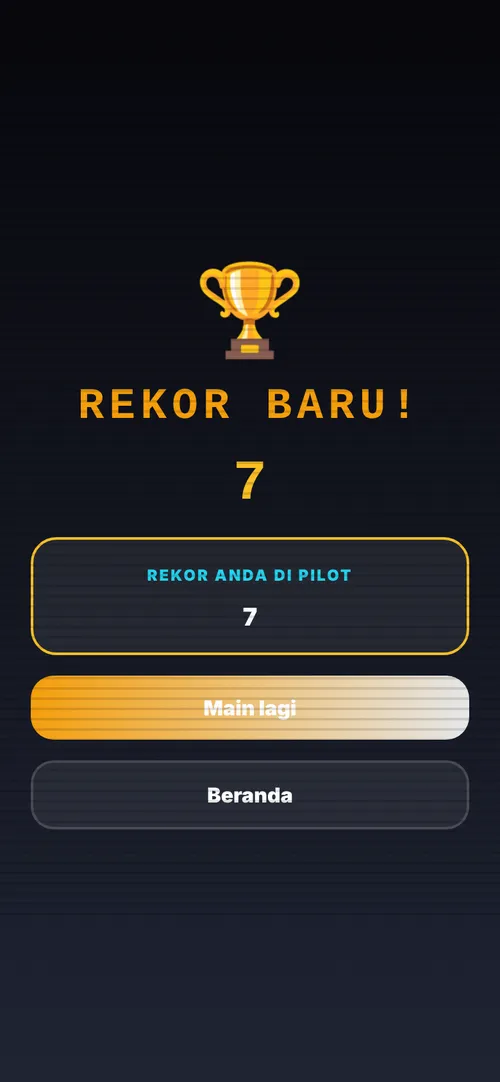 REKOR BARU!
7
REKOR ANDA DI PILOT
7
Main lagi
Beranda